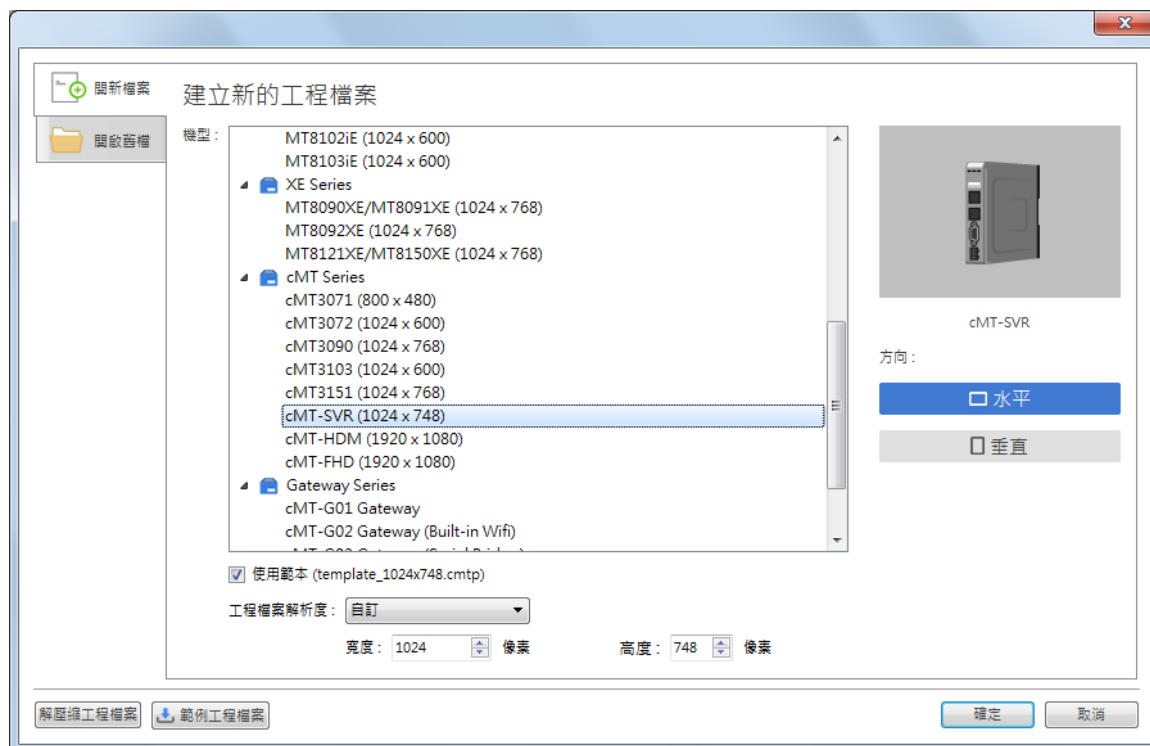 開新檔案
開啟舊檔
建立新的工程檔案
機型 :
MT8102iE (1024 x 600)
MT8103iE (1024 x 600)
XE Series
MT8090XE/MT8091XE (1024 x 768)
MT8092XE (1024 x 768)
MT8121XE/MT8150XE (1024 x 768)
cMT Series
cMT3071 (800 x 480)
cMT3072 (1024 x 600)
cMT3090 (1024 x 768)
cMT3103 (1024 x 600)
cMT3151 (1024 x 768)
cMT-SVR (1024 x 748)
cMT-HDM (1920 x 1080)
cMT-FHD (1920 x 1080)
Gateway Series
cMT-G01 Gateway
cMT-G02 Gateway (Built-in Wifi)
cMT-SVR
方向 :
水平
垂直
使用範本 (template_1024x748.cmtp)
工程檔案解析度 : 自訂
寬度 : 1024 像素 高度 : 748 像素
解壓縮工程檔案 範例工程檔案 確定 取消